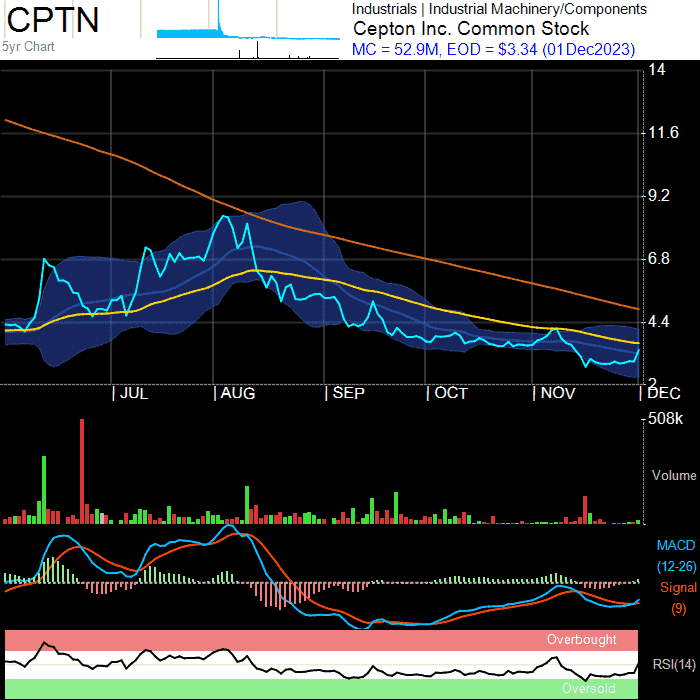 CPTN
5yr Chart
Industrials | Industrial Machinery/Components
Cepton Inc. Common Stock
MC = 52.9M, EOD = $3.34 (01Dec2023)
14
11.6
9.2
6.8
4.4
2
| JUL | AUG | SEP | OCT | NOV | DEC
508k
Volume
MACD
(12-26)
Signal
(9)
Overbought
RSI(14)
Oversold